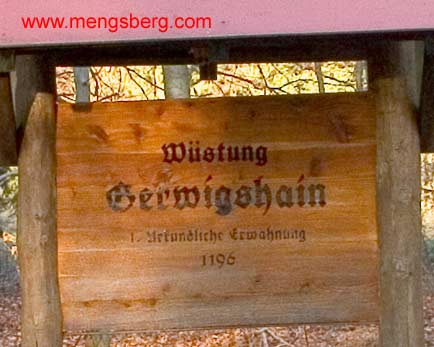 www.mengsberg.com
Wüstung
Gerwigshain
1. Urkundliche Erwähnung
1196